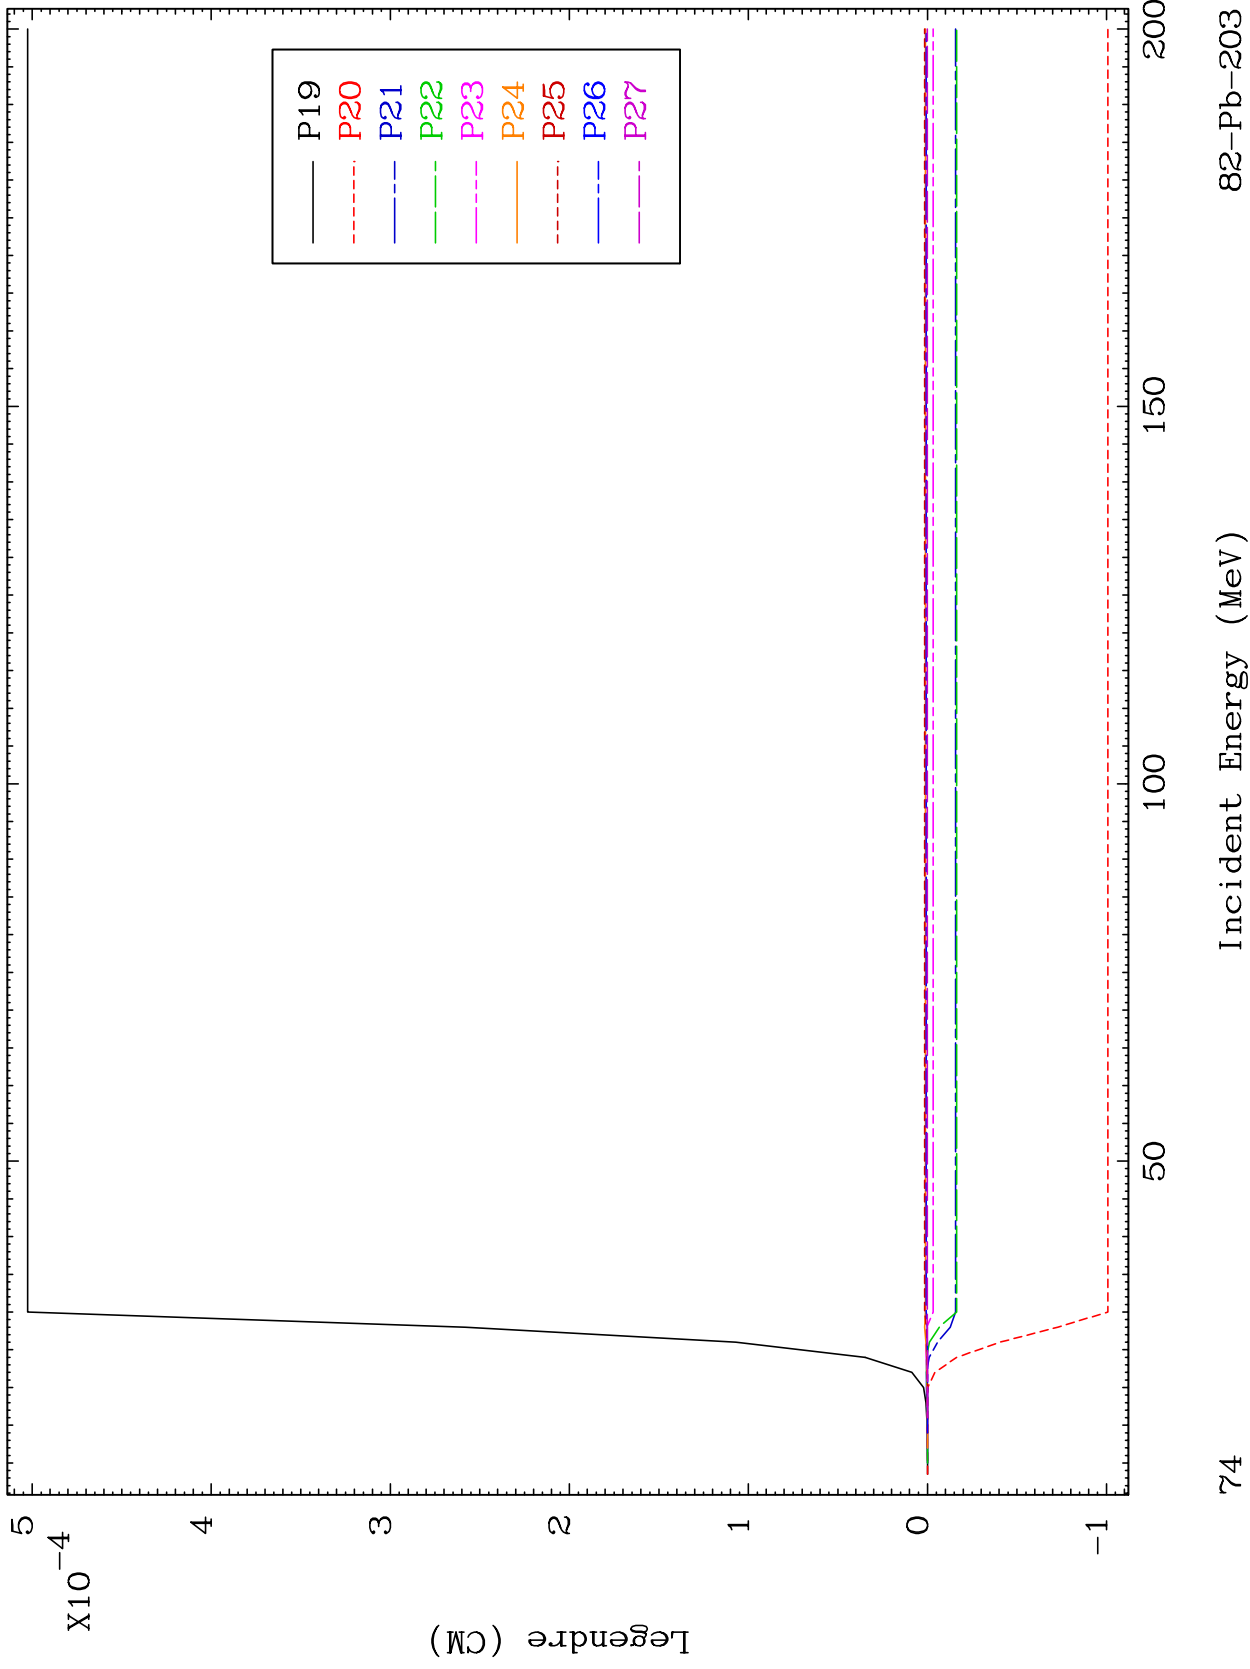 X10-4
5
4
3
2
1
0
-1
Legendre (CM)
P19
P20
P21
P22
P23
P24
P25
P26
P27
50
100
150
200
Incident Energy (MeV)
74
82-Pb-203